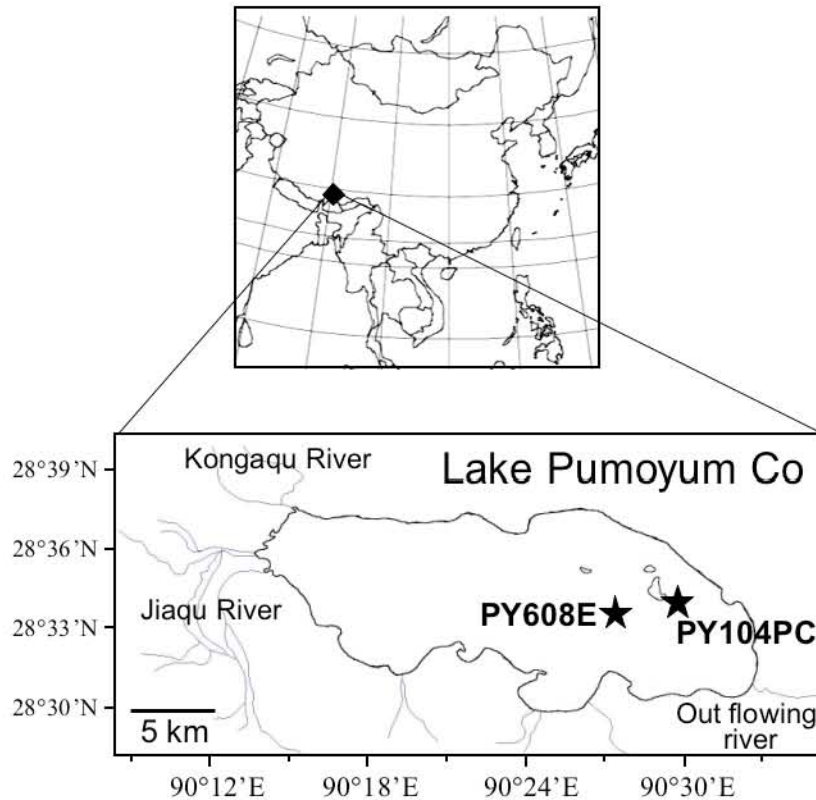 28°39’N
Kongaqu River
Lake Pumoyum Co
28°36’N
Jiaqu River
PY608E
28°33’N
PY104PC
28°30’N
Out flowing
river
5 km
90°12’E
90°18’E
90°24’E
90°30’E